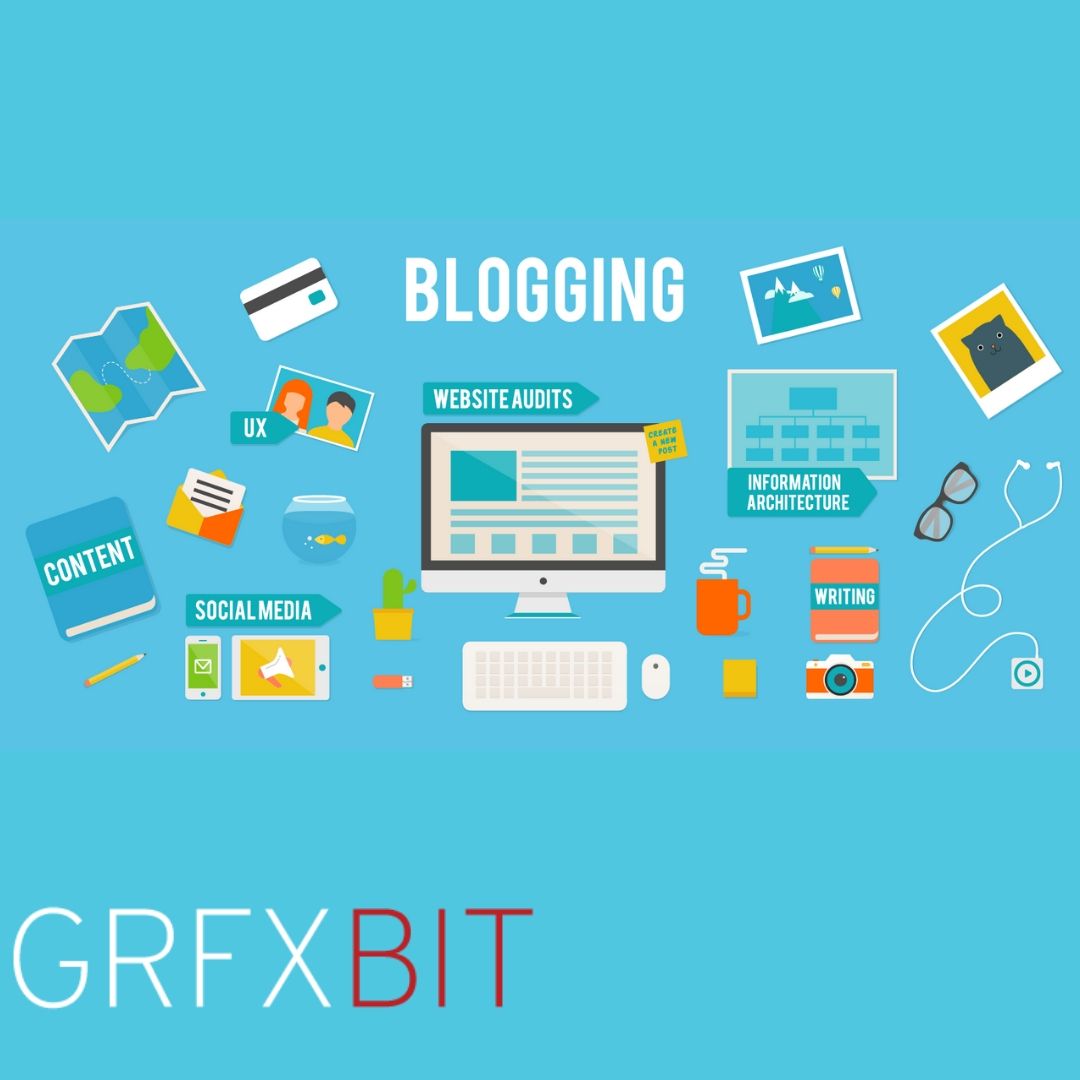 BLOGGING
WEBSITE AUDITS
UX
CREATE
A NEW
POST
INFORMATION
ARCHITECTURE
CONTENT
SOCIAL MEDIA
WRITING
GRFXBIT